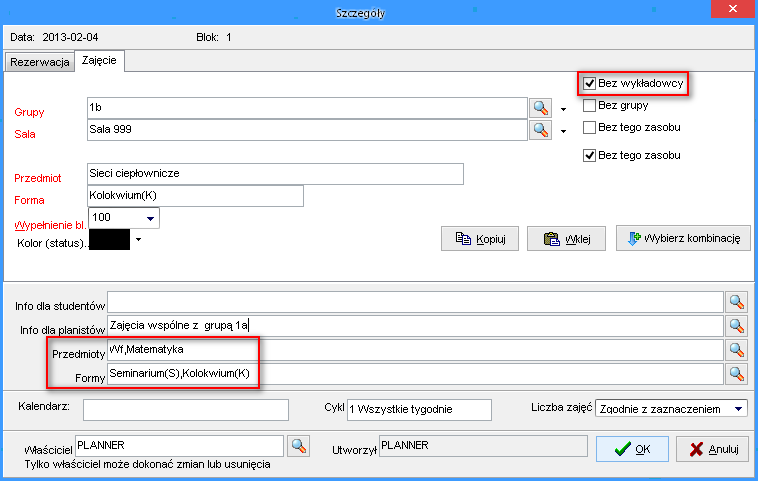 Szczegóły
Data: 2013-02-04 Blok: 1
Rezerwacja Zajęcie
Bez wykładowcy
Grupy 1b Bez grupy
Sala Sala 999 Bez tego zasobu
Bez tego zasobu
Przedmiot Sieci ciepłownicze
Forma Kolokwium(K)
Wypełnienie bl. 100
Kolor (status)..
Kopiuj Wklej Wybierz kombinację
Info dla studentów
Info dla planistów Zajęcia wspólne z grupą 1a
Przedmioty Wf,Matematyka
Formy Seminarium(S),Kolokwium(K)
Kalendarz: Cykl 1 Wszystkie tygodnie Liczba zajęć Zgodnie z zaznaczeniem
Właściciel PLANNER Utworzył PLANNER OK Anuluj
Tylko właściciel może dokonać zmian lub usunięcia